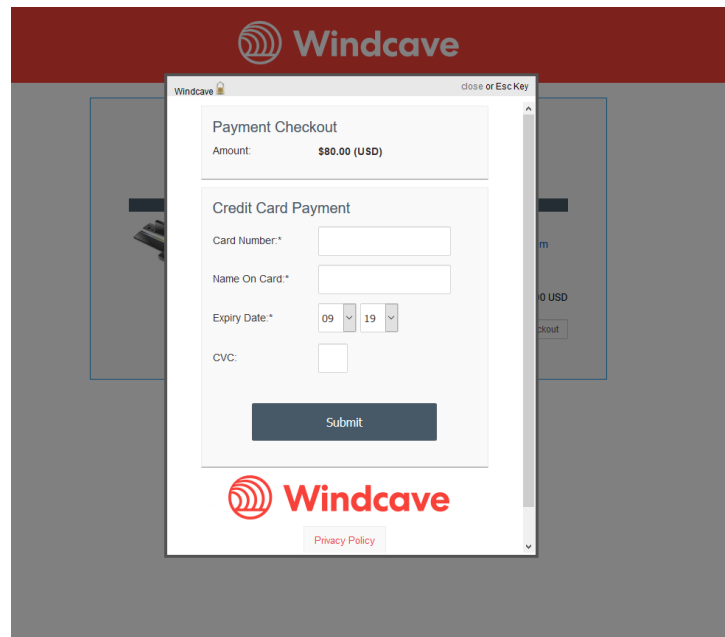 Windcave
Windcave
close or Esc Key
Payment Checkout
Amount: $80.00 (USD)
Credit Card Payment
Card Number:*
Name On Card:*
Expiry Date:* 09 19
CVC:
Submit
Windcave
Privacy Policy
USD